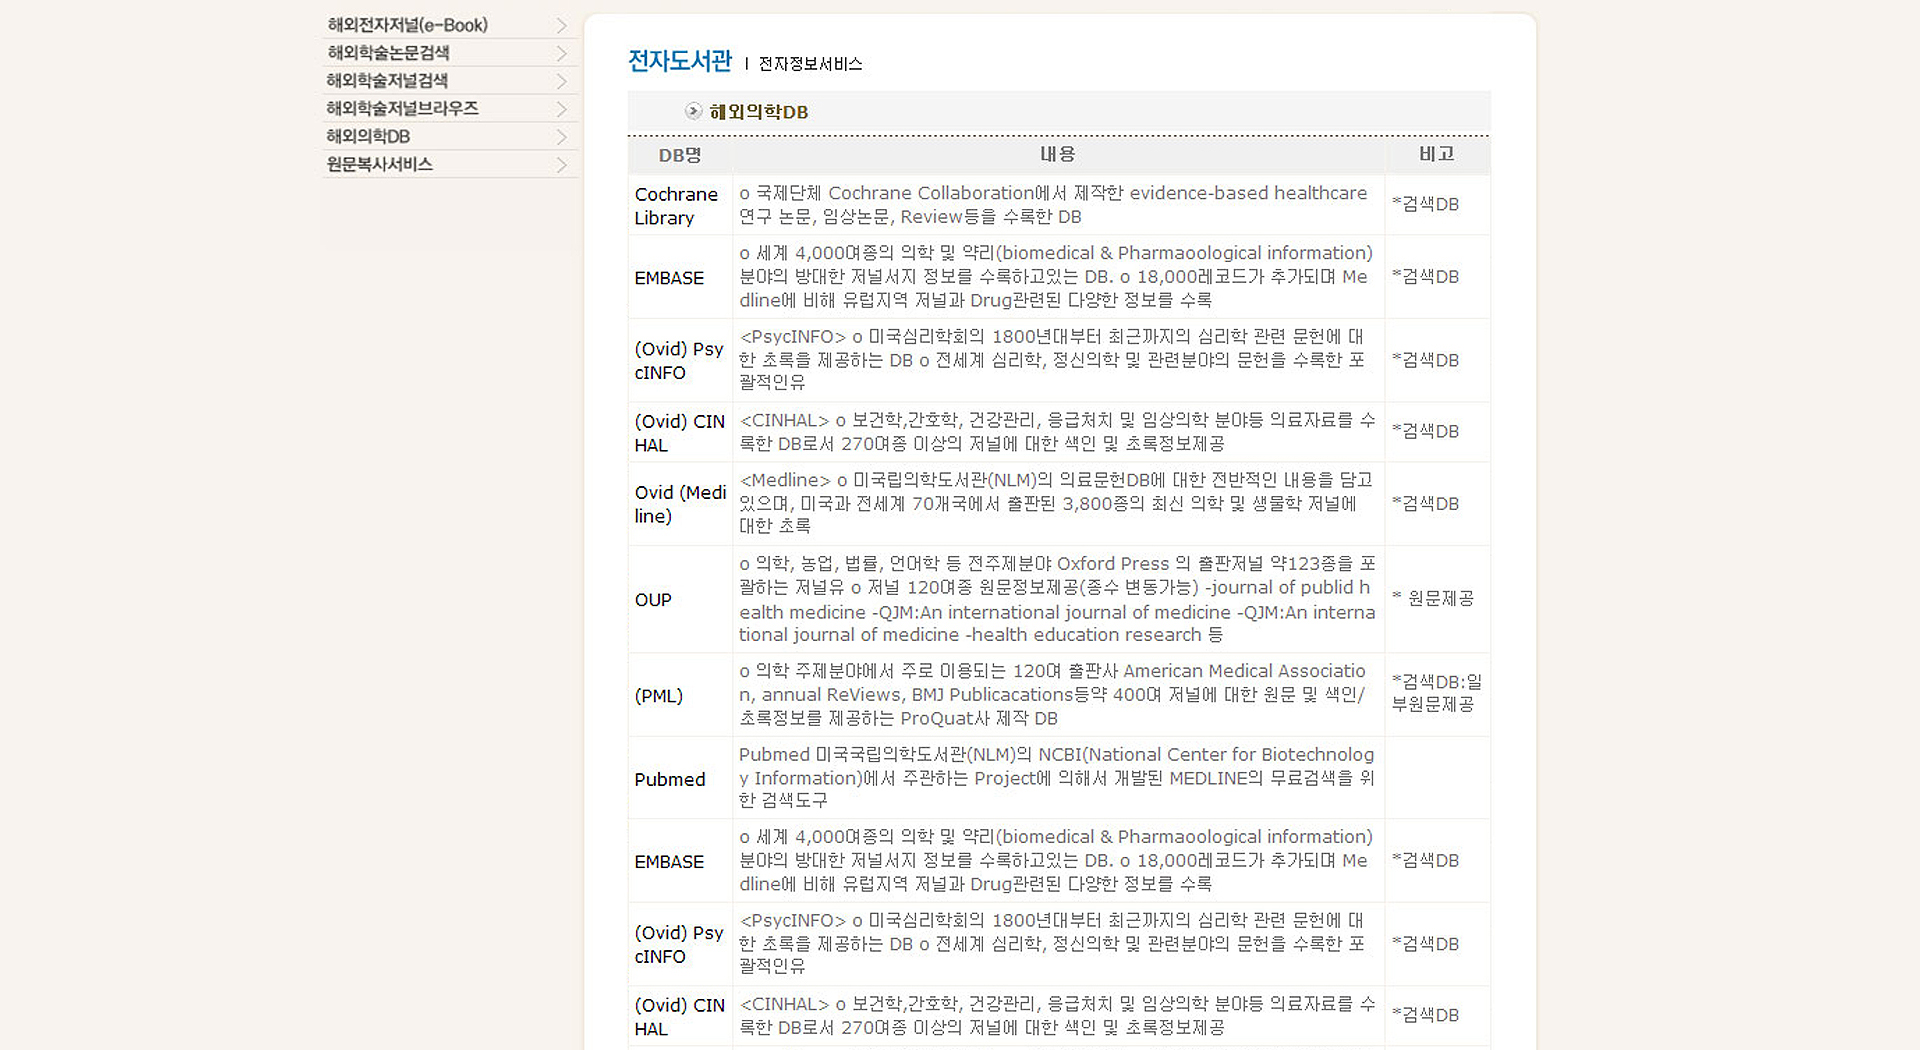 해외전자저널(e-Book)
해외학술논문검색
해외학술저널검색
해외학술저널브라우즈
해외의학DB
원문복사서비스
전자도서관 | 전자정보서비스
해외의학DB
DB명 내용 비고
Cochrane
Library
o 국제단체 Cochrane Collaboration에서 제작한 evidence-based healthcare
연구 논문, 임상논문, Review등을 수록한 DB
*검색DB
EMBASE
o 세계 4,000여종의 의학 및 약리(biomedical & Pharmaoological information)
분야의 방대한 저널서지 정보를 수록하고있는 DB. o 18,000레코드가 추가되며 Me
dline에 비해 유럽지역 저널과 Drug관련된 다양한 정보를 수록
*검색DB
(Ovid) Psy
cINFO
<PsycINFO> o 미국심리학회의 1800년대부터 최근까지의 심리학 관련 문헌에 대
한 초록을 제공하는 DB o 전세계 심리학, 정신의학 및 관련분야의 문헌을 수록한 포
괄적인유
*검색DB
(Ovid) CIN
HAL
<CINHAL> o 보건학,간호학, 건강관리, 응급처치 및 임상의학 분야등 의료자료를 수
록한 DB로서 270여종 이상의 저널에 대한 색인 및 초록정보제공
*검색DB
Ovid (Medi
line)
<Medline> o 미국립의학도서관(NLM)의 의료문헌DB에 대한 전반적인 내용을 담고
있으며, 미국과 전세계 70개국에서 출판된 3,800종의 최신 의학 및 생물학 저널에
대한 초록
*검색DB
OUP
o 의학, 농업, 법률, 언어학 등 전주제분야 Oxford Press 의 출판저널 약123종을 포
괄하는 저널유 o 저널 120여종 원문정보제공(종수 변동가능) -journal of publid h
ealth medicine -QJM:An international journal of medicine -QJM:An interna
tional journal of medicine -health education research 등
* 원문제공
(PML)
o 의학 주제분야에서 주로 이용되는 120여 출판사 American Medical Associatio
n, annual ReViews, BMJ Publicacations등약 400여 저널에 대한 원문 및 색인/
초록정보를 제공하는 ProQuat사 제작 DB
*검색DB:일
부원문제공
Pubmed
Pubmed 미국국립의학도서관(NLM)의 NCBI(National Center for Biotechnolog
y Information)에서 주관하는 Project에 의해서 개발된 MEDLINE의 무료검색을 위
한 검색도구
EMBASE
o 세계 4,000여종의 의학 및 약리(biomedical & Pharmaoological information)
분야의 방대한 저널서지 정보를 수록하고있는 DB. o 18,000레코드가 추가되며 Me
dline에 비해 유럽지역 저널과 Drug관련된 다양한 정보를 수록
*검색DB
(Ovid) Psy
cINFO
<PsycINFO> o 미국심리학회의 1800년대부터 최근까지의 심리학 관련 문헌에 대
한 초록을 제공하는 DB o 전세계 심리학, 정신의학 및 관련분야의 문헌을 수록한 포
괄적인유
*검색DB
(Ovid) CIN
HAL
<CINHAL> o 보건학,간호학, 건강관리, 응급처치 및 임상의학 분야등 의료자료를 수
록한 DB로서 270여종 이상의 저널에 대한 색인 및 초록정보제공
*검색DB